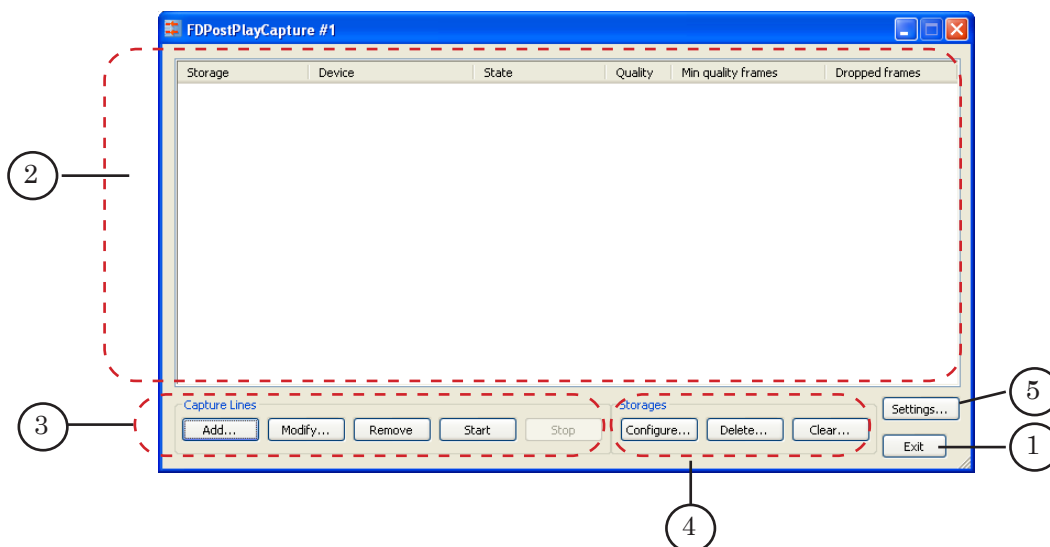 FDPostPlayCapture #1
Storage Device State Quality Min quality frames Dropped frames
2
Capture Lines
Add... Modify... Remove Start Stop
3
Storages
Configure... Delete... Clear...
4
Settings...
5
Exit
1